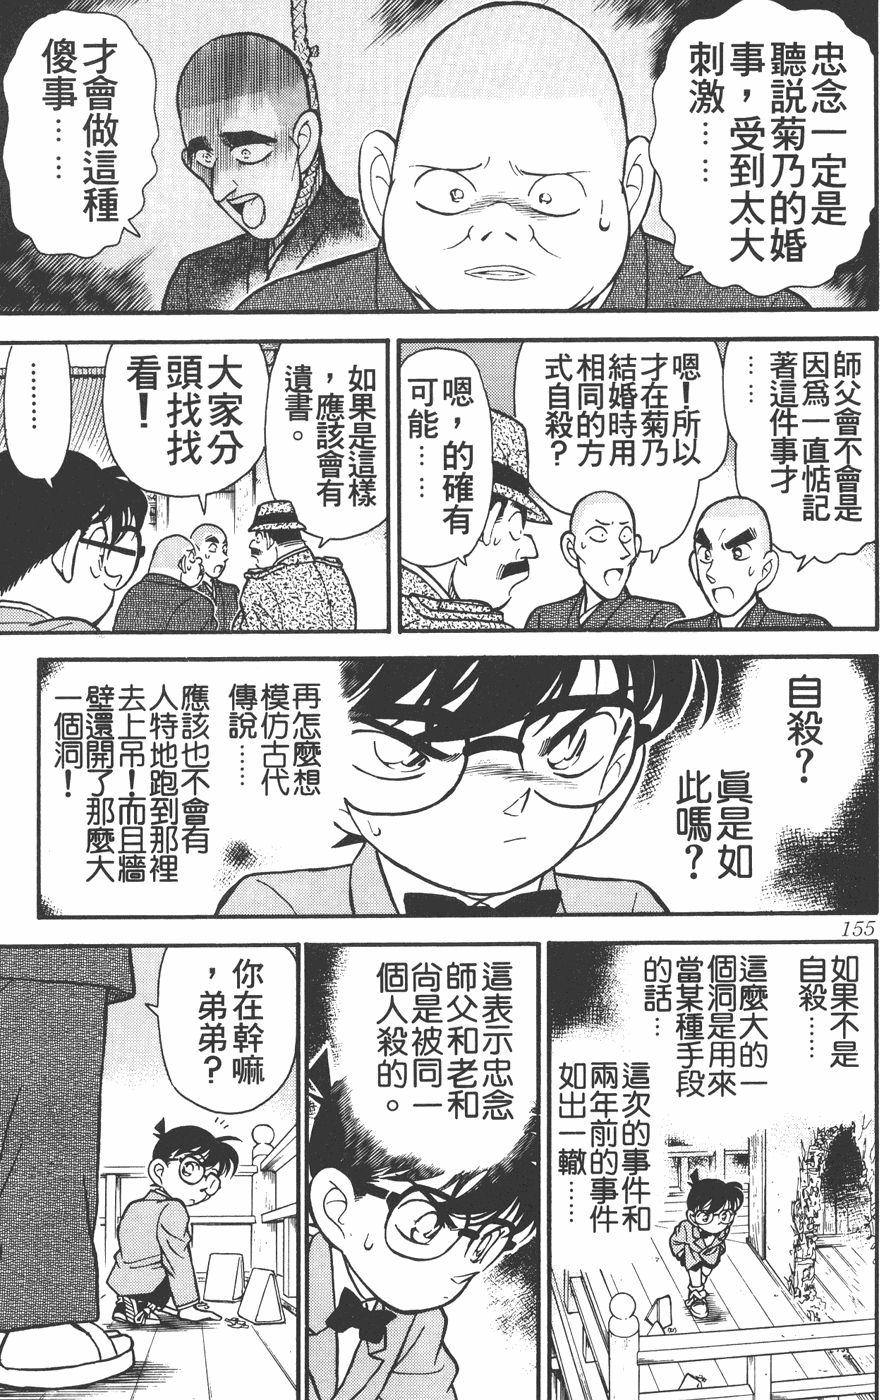 忠念一定是
聽説菊乃的婚
事，受到太大
刺激……
才會做這種
傻事……
師父會不會是
因爲一直惦記
著這件事才
……
嗯！所以
才在菊乃
結婚時用
相同的方
式自殺？
嗯，的確有
可能……
如果是這樣
，應該會有
遺書。
大家分
頭找找
看！
………
自殺？
眞是如
此嗎？
再怎麼想
模仿古代
傳說……
應該也不會有
人特地跑到那裡
去上吊！而且牆
壁還開了那麼大
一個洞！
155
如果不是
自殺……
這麼大的一
個洞是用來
當某種手段
的話…
這次的事件和
兩年前的事件
如出一轍……
這表示忠念
師父和老和
尚是被同一
個人殺的。
你在幹嘛
，弟弟？